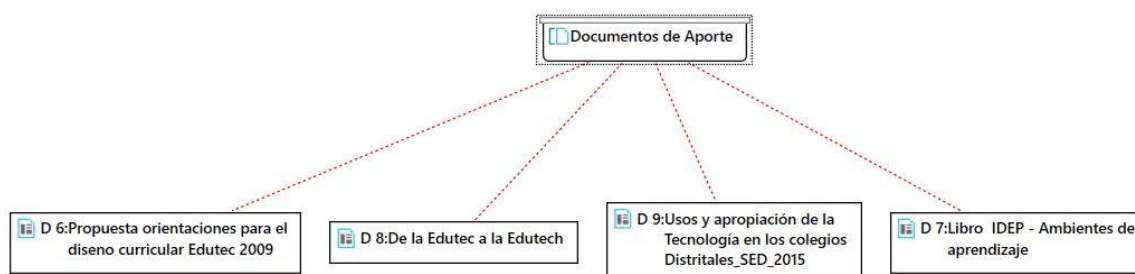 Documentos de Aporte
D 6:Propuesta orientaciones para el
diseno curricular Edutec 2009
D 8:De la Edutec a la Edutech
D 9:Usos y apropiación de la
Tecnología en los colegios
Distritales_SED_2015
D 7:Libro IDEP - Ambientes de
aprendizaje